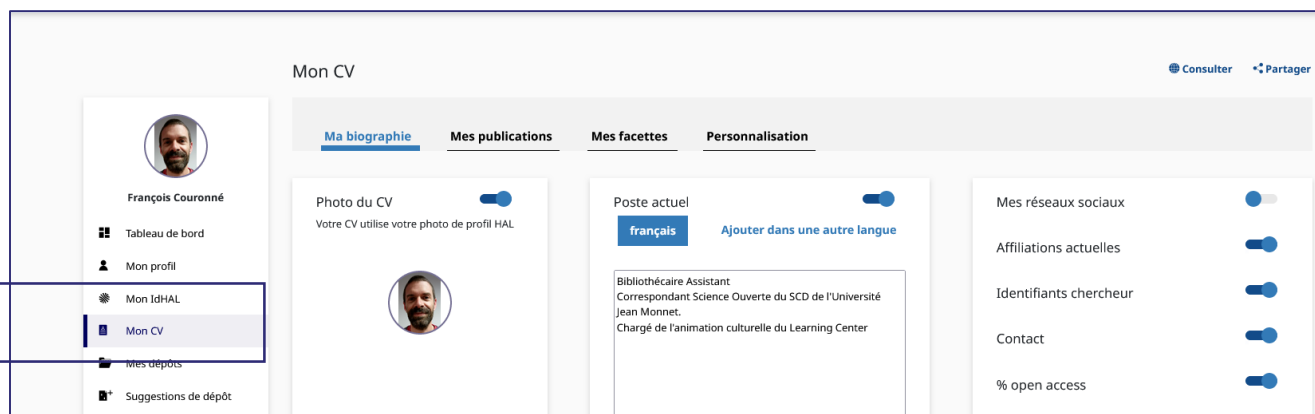 Mon CV
Consulter
Partager
François Couronné
Tableau de bord
Mon profil
Mon IdHAL
Mon CV
Mes dépôts
Suggestions de dépôt
Ma biographie
Mes publications
Mes facettes
Personnalisation
Photo du CV
Votre CV utilise votre photo de profil HAL
Poste actuel
français
Ajouter dans une autre langue
Bibliothécaire Assistant
Correspondant Science Ouverte du SCD de l'Université
Jean Monnet.
Chargé de l'animation culturelle du Learning Center
Mes réseaux sociaux
Affiliations actuelles
Identifiants chercheur
Contact
% open access